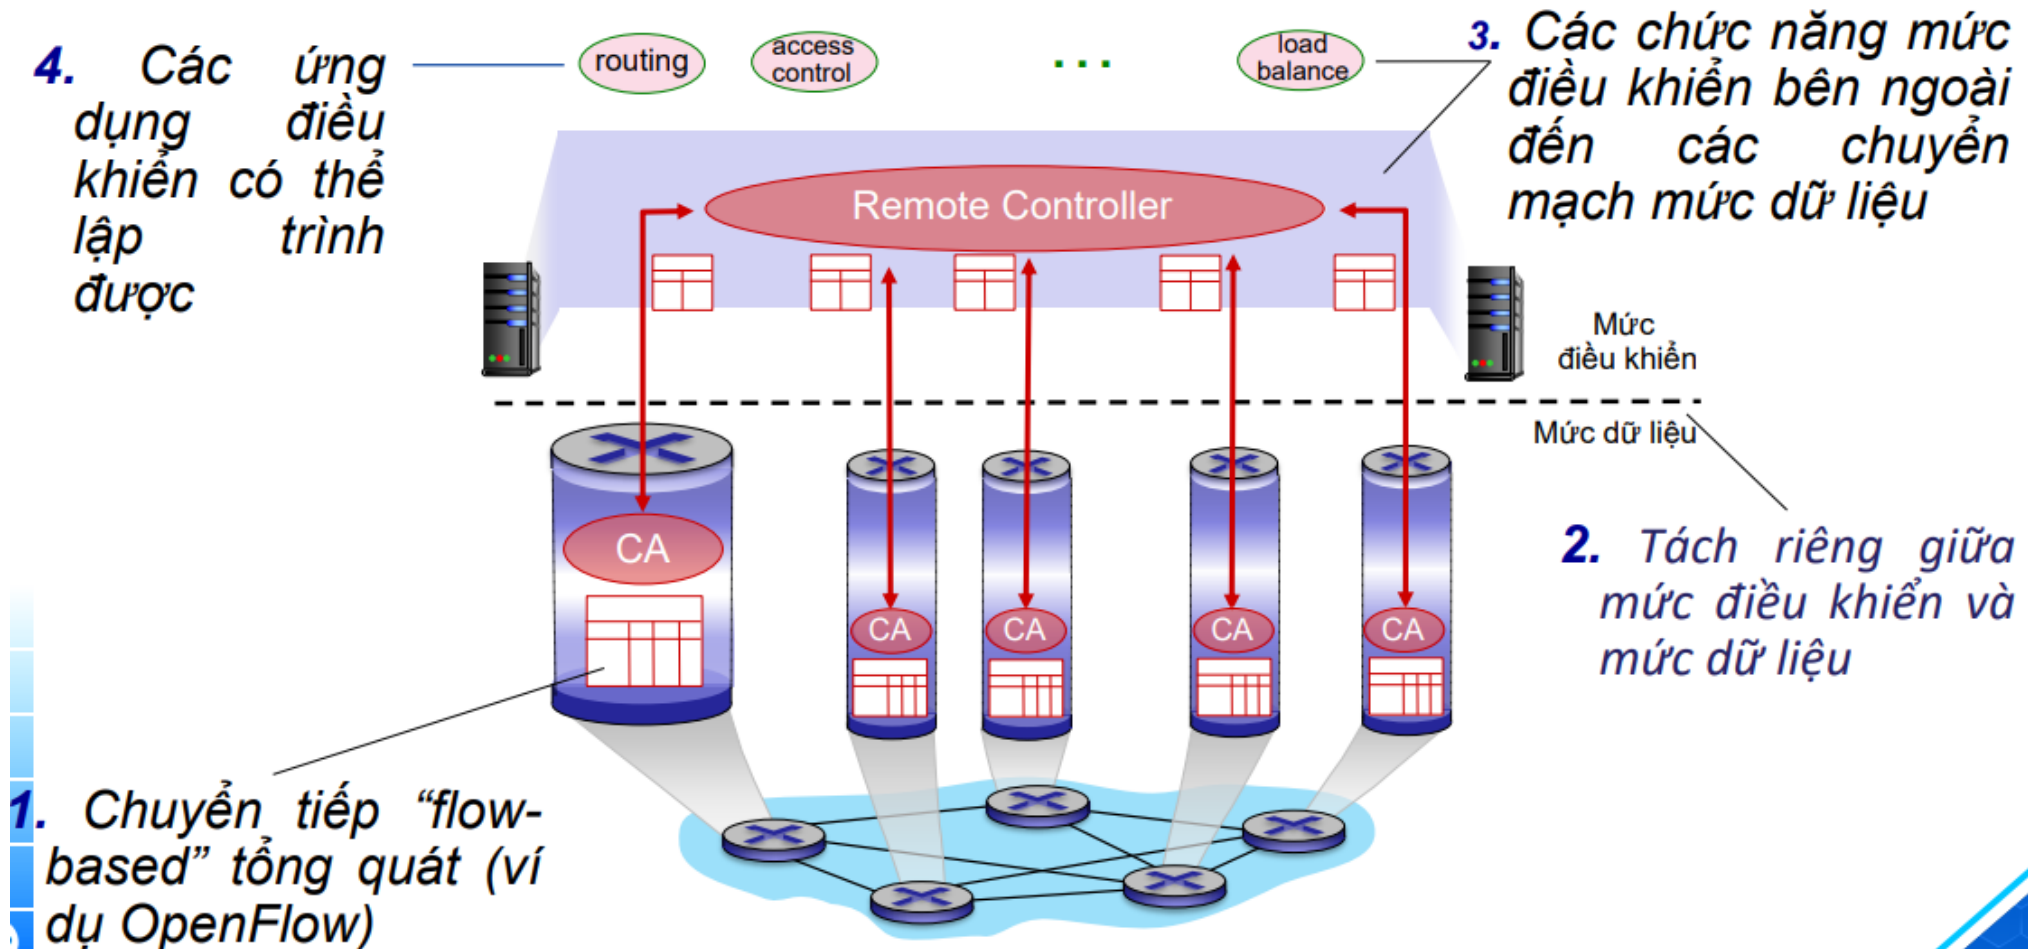 4. Các ứng
dụng điều
khiển có thể
lập trình
được
routing
access
control
. . .
load
balance
3. Các chức năng mức
điều khiển bên ngoài
đến các chuyển
mạch mức dữ liệu
Remote Controller
Mức
điều khiển
Mức dữ liệu
CA
CA
CA
CA
CA
2. Tách riêng giữa
mức điều khiển và
mức dữ liệu
1. Chuyển tiếp “flow-
based” tổng quát (ví
dụ OpenFlow)